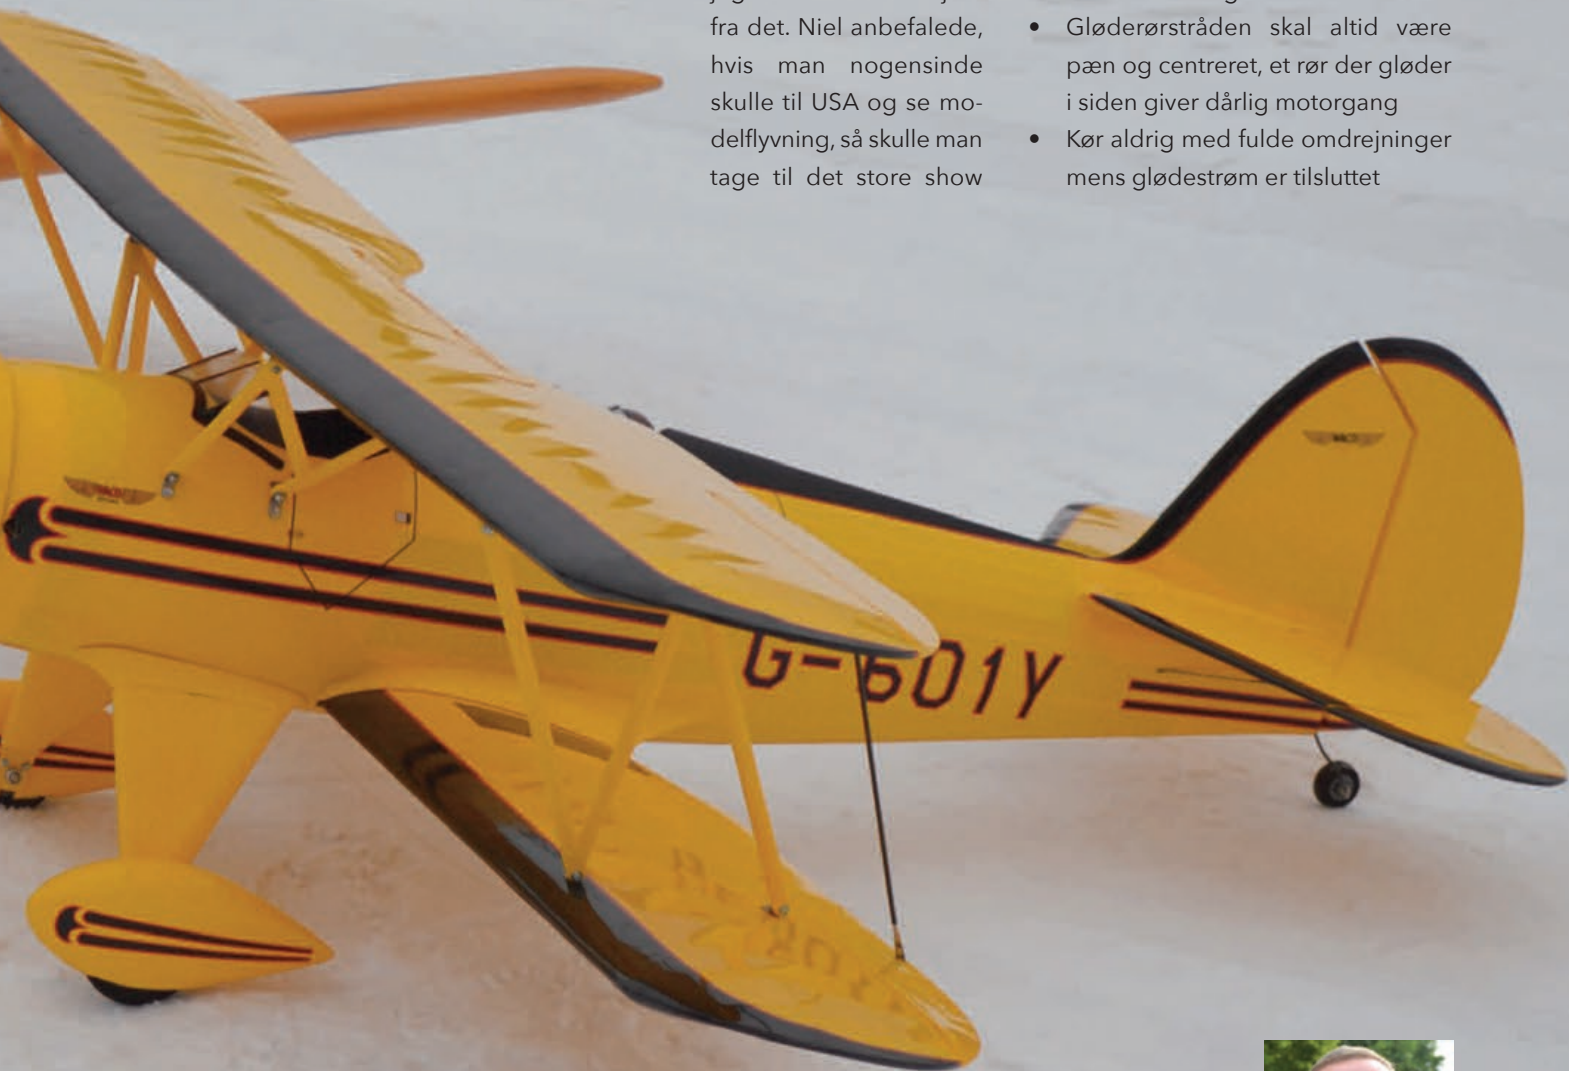 fra det. Niel anbefalede,
hvis man nogensinde
skulle til USA og se mo-
delflyvning, så skulle man
tage til det store show
• Gløderørstråden skal altid være
pæn og centreret, et rør der gløder
i siden giver dårlig motorgang
• Kør aldrig med fulde omdrejninger
mens glødestrøm er tilsluttet
G-601Y